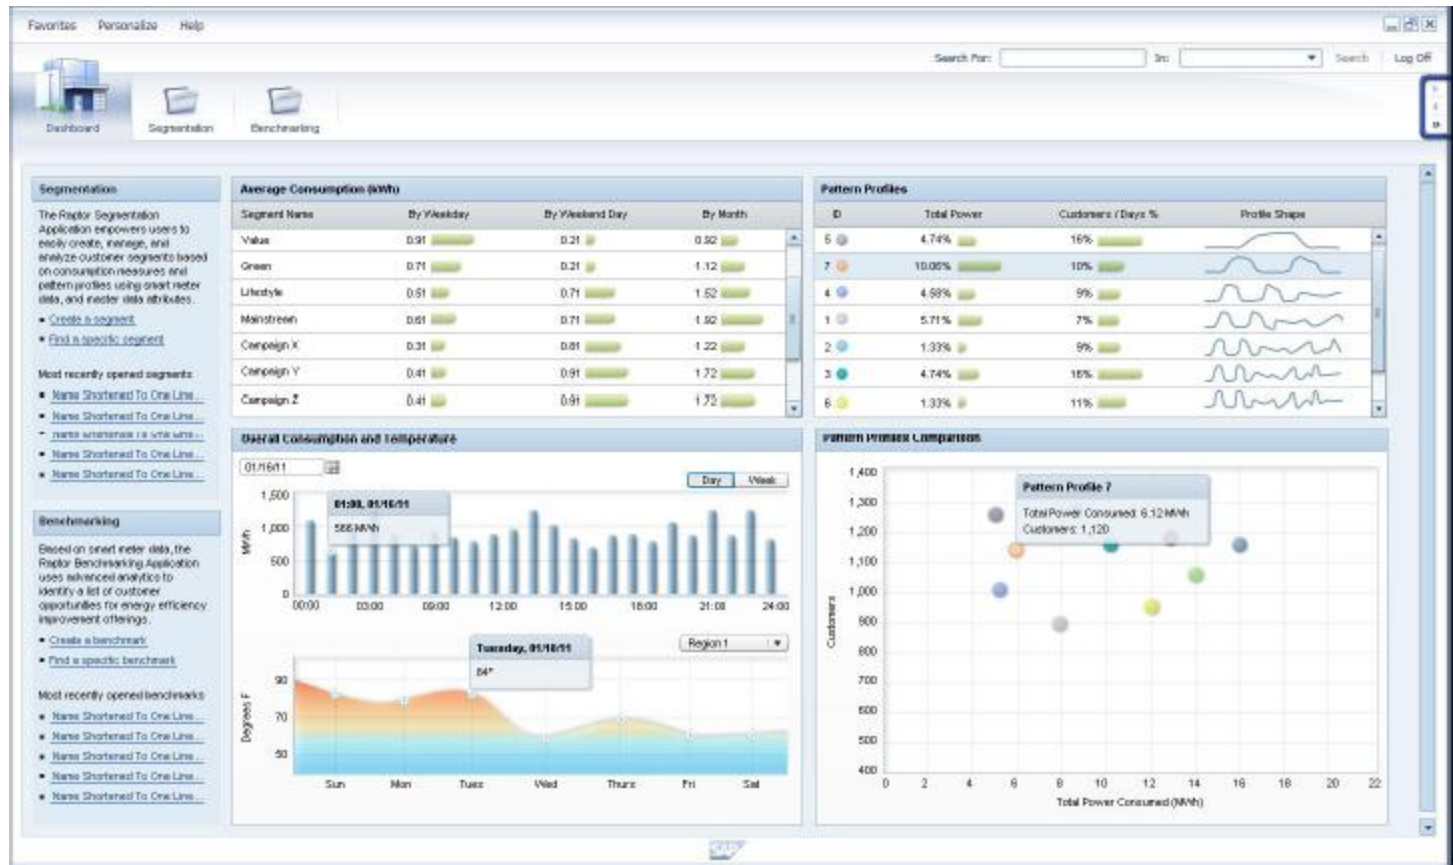 Favorites Personalize Help
Search For: In: Search Log Off
Dashboard Segmentation Benchmarking
Segmentation
The Raptor Segmentation
Application empowers users to
easily create, manage, and
analyze customer segments based
on consumption measures and
pattern profiles using smart meter
data, and master data attributes.
Create a segment
Find a specific segment
Most recently opened segments
Name Shortened To One Line...
Name Shortened To One Line...
Name Shortened To One Line...
Name Shortened To One Line...
Name Shortened To One Line...
Benchmarking
Based on smart meter data, the
Raptor Benchmarking Application
uses advanced analytics to
identify a list of customer
opportunities for energy efficiency
improvement offerings.
Create a benchmark
Find a specific benchmark
Most recently opened benchmarks
Name Shortened To One Line...
Name Shortened To One Line...
Name Shortened To One Line...
Name Shortened To One Line...
Name Shortened To One Line...
Average Consumption (kWh)
Segment Name By Weekday By Weekend Day By Month
Value 0.91 0.21 0.92
Green 0.71 0.21 1.12
Lifestyle 0.51 0.71 1.52
Mainstream 0.61 0.71 1.92
Campaign X 0.31 0.81 1.22
Campaign Y 0.41 0.91 1.72
Campaign Z 0.41 0.91 1.72
Pattern Profiles
ID Total Power Customers / Days % Profile Shape
5 4.74% 16%
7 10.06% 10%
4 4.58% 9%
1 5.71% 7%
2 1.33% 9%
3 4.74% 16%
6 1.33% 11%
Overall Consumption and Temperature
01/16/11
Day Week
1,500
1,000
500
0
MWh
01:00, 01/16/11
566 MWh
00:00 03:00 09:00 12:00 15:00 18:00 21:00 24:00
Region 1
Tuesday, 01/18/11
84°
90
70
50
Degrees F
Sun Mon Tues Wed Thurs Fri Sat
Pattern Profiles Comparison
1,400
1,300
1,200
1,100
1,000
900
800
700
600
500
400
Customers
Pattern Profile 7
Total Power Consumed: 6.12 MWh
Customers: 1,120
0 2 4 6 8 10 12 14 16 18 20 22
Total Power Consumed (MWh)
SAP